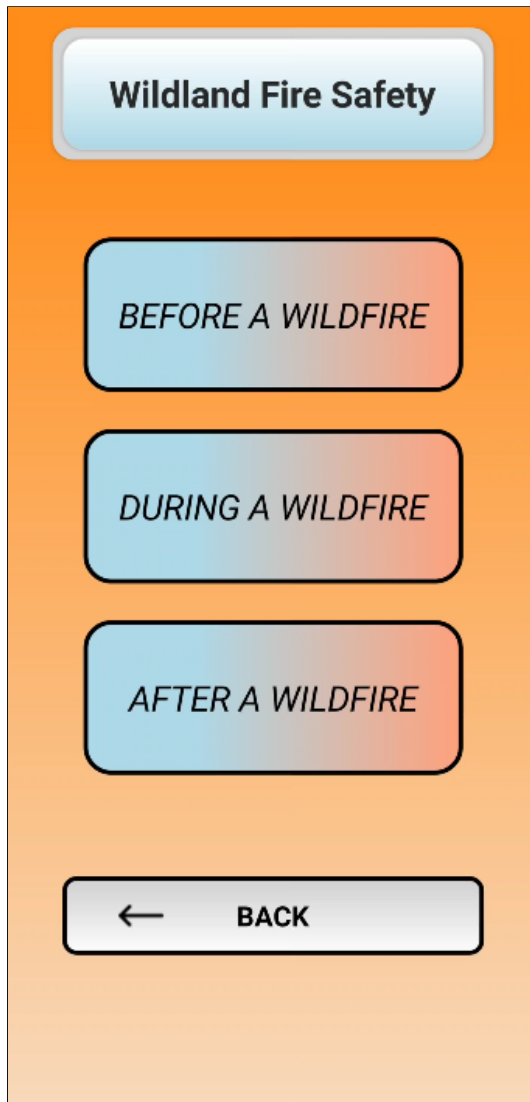 Wildland Fire Safety
BEFORE A WILDFIRE
DURING A WILDFIRE
AFTER A WILDFIRE
BACK